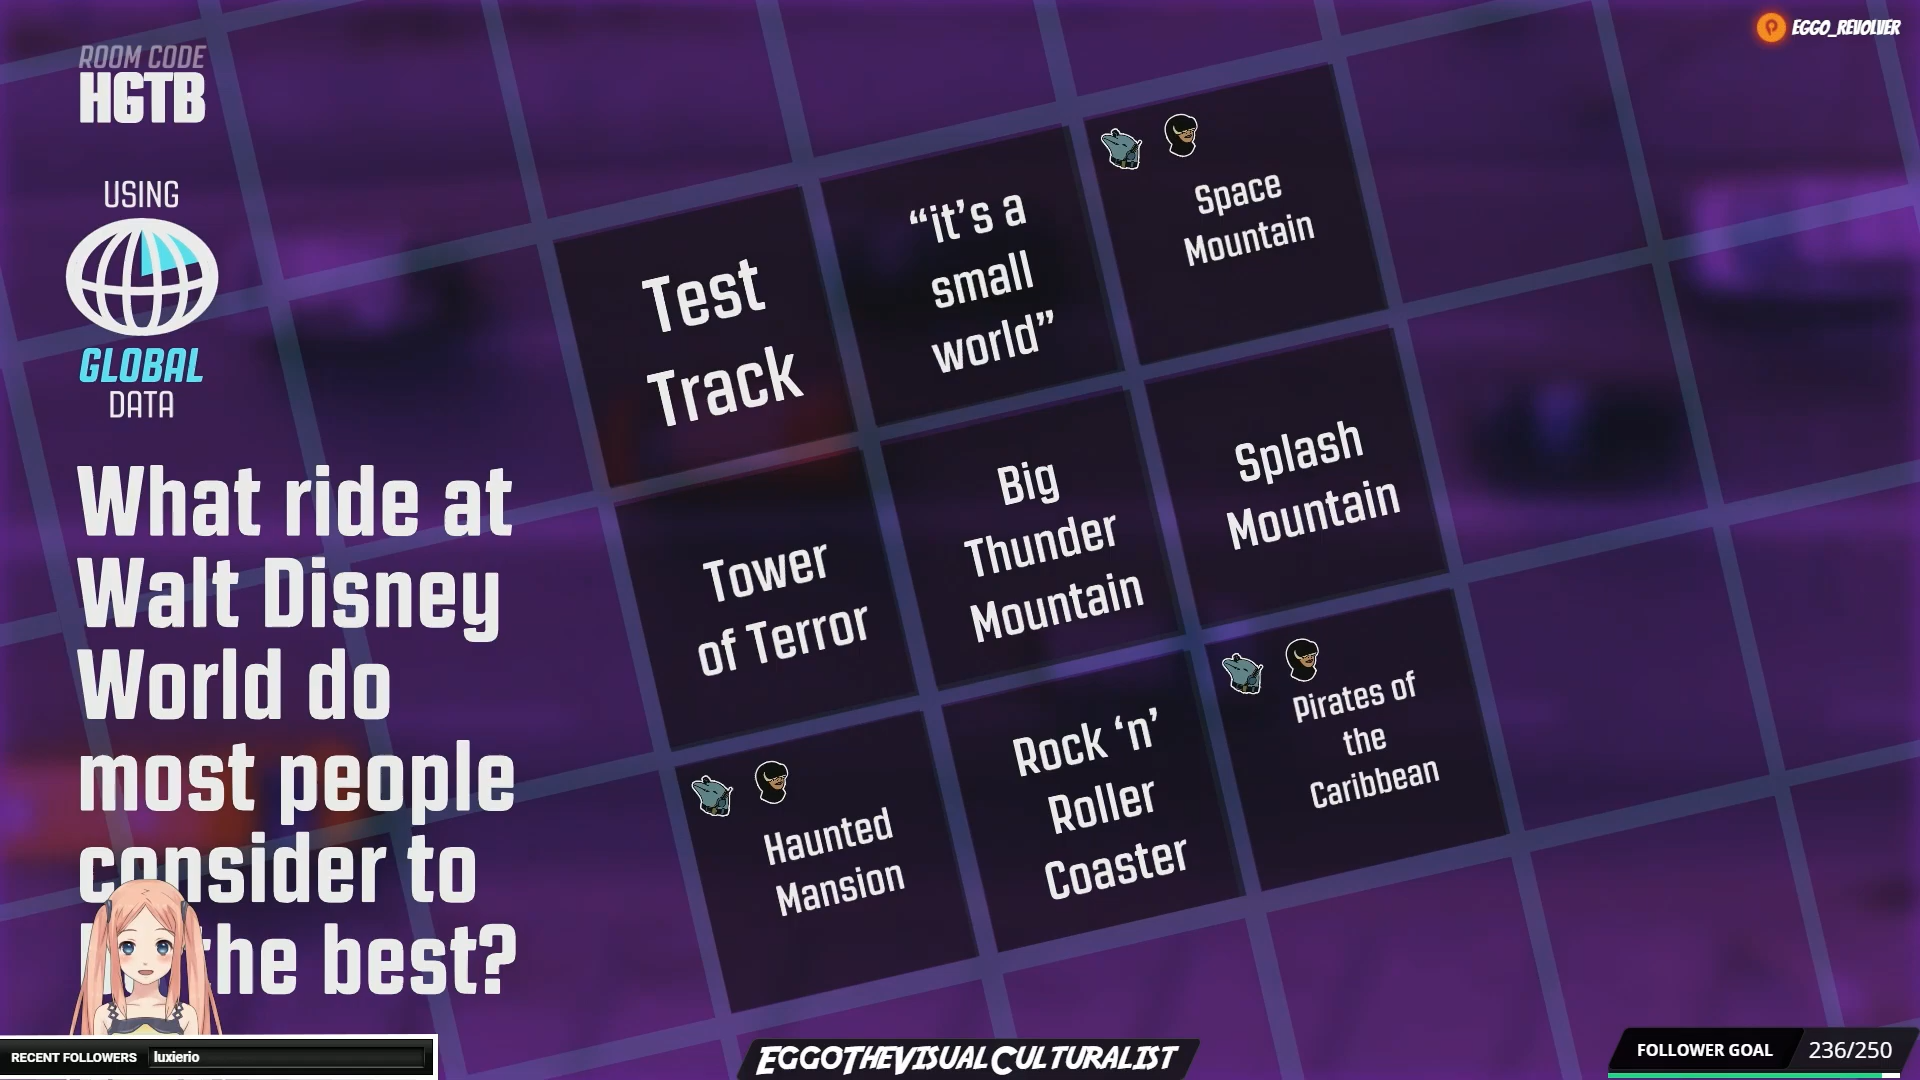 ROOM CODE
HGTB
USING
GLOBAL
DATA
What ride at
Walt Disney
World do
most people
consider to
the best?
Test
Track
“it’s a
small
world”
Space
Mountain
Tower
of Terror
Big
Thunder
Mountain
Splash
Mountain
Haunted
Mansion
Rock ‘n’
Roller
Coaster
Pirates of
the
Caribbean
EGGO_REVOLVER
RECENT FOLLOWERS luxierio
EGGOTHEVISUALCULTURALIST
FOLLOWER GOAL 236/250